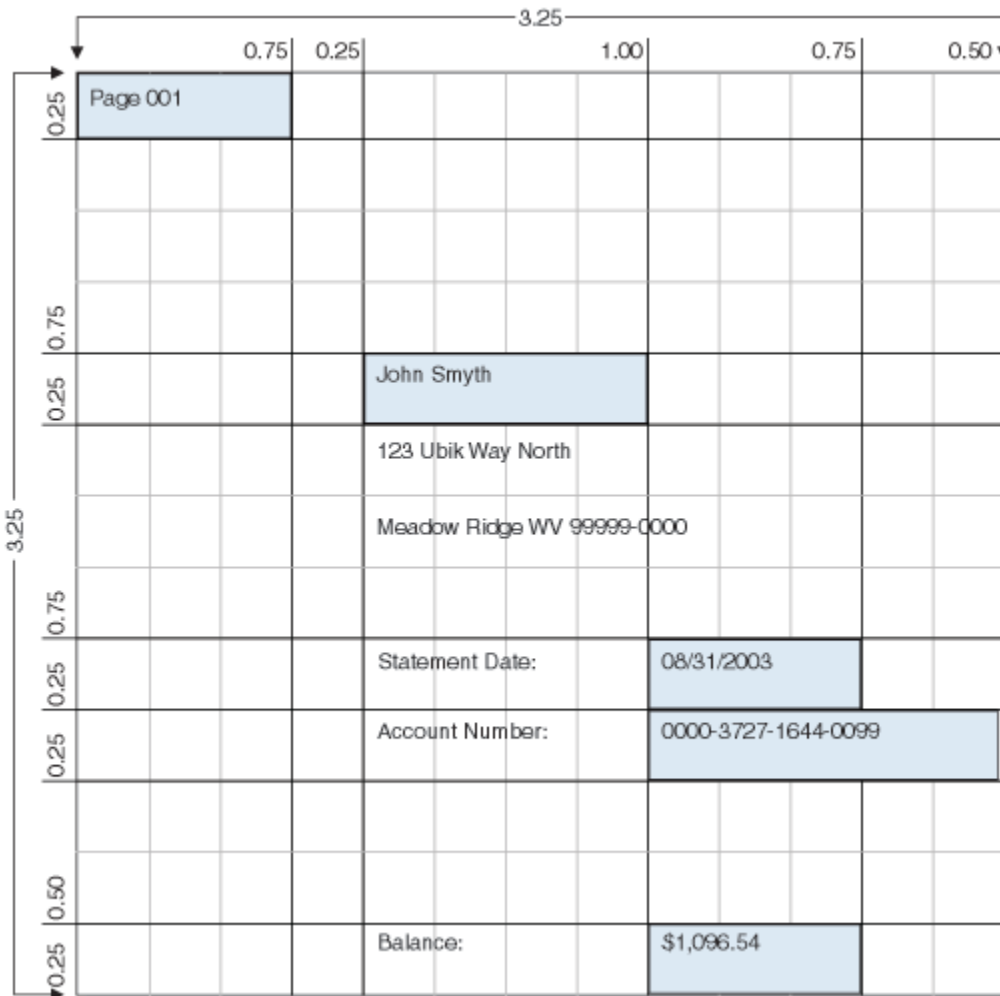 3.25
0.75 0.25 1.00 0.75 0.50
0.25
Page 001
0.75
0.25
John Smyth
123 Ubik Way North
Meadow Ridge WV 99999-0000
3.25
0.75
0.25
Statement Date: 08/31/2003
0.25
Account Number: 0000-3727-1644-0099
0.50
0.25
Balance: $1,096.54